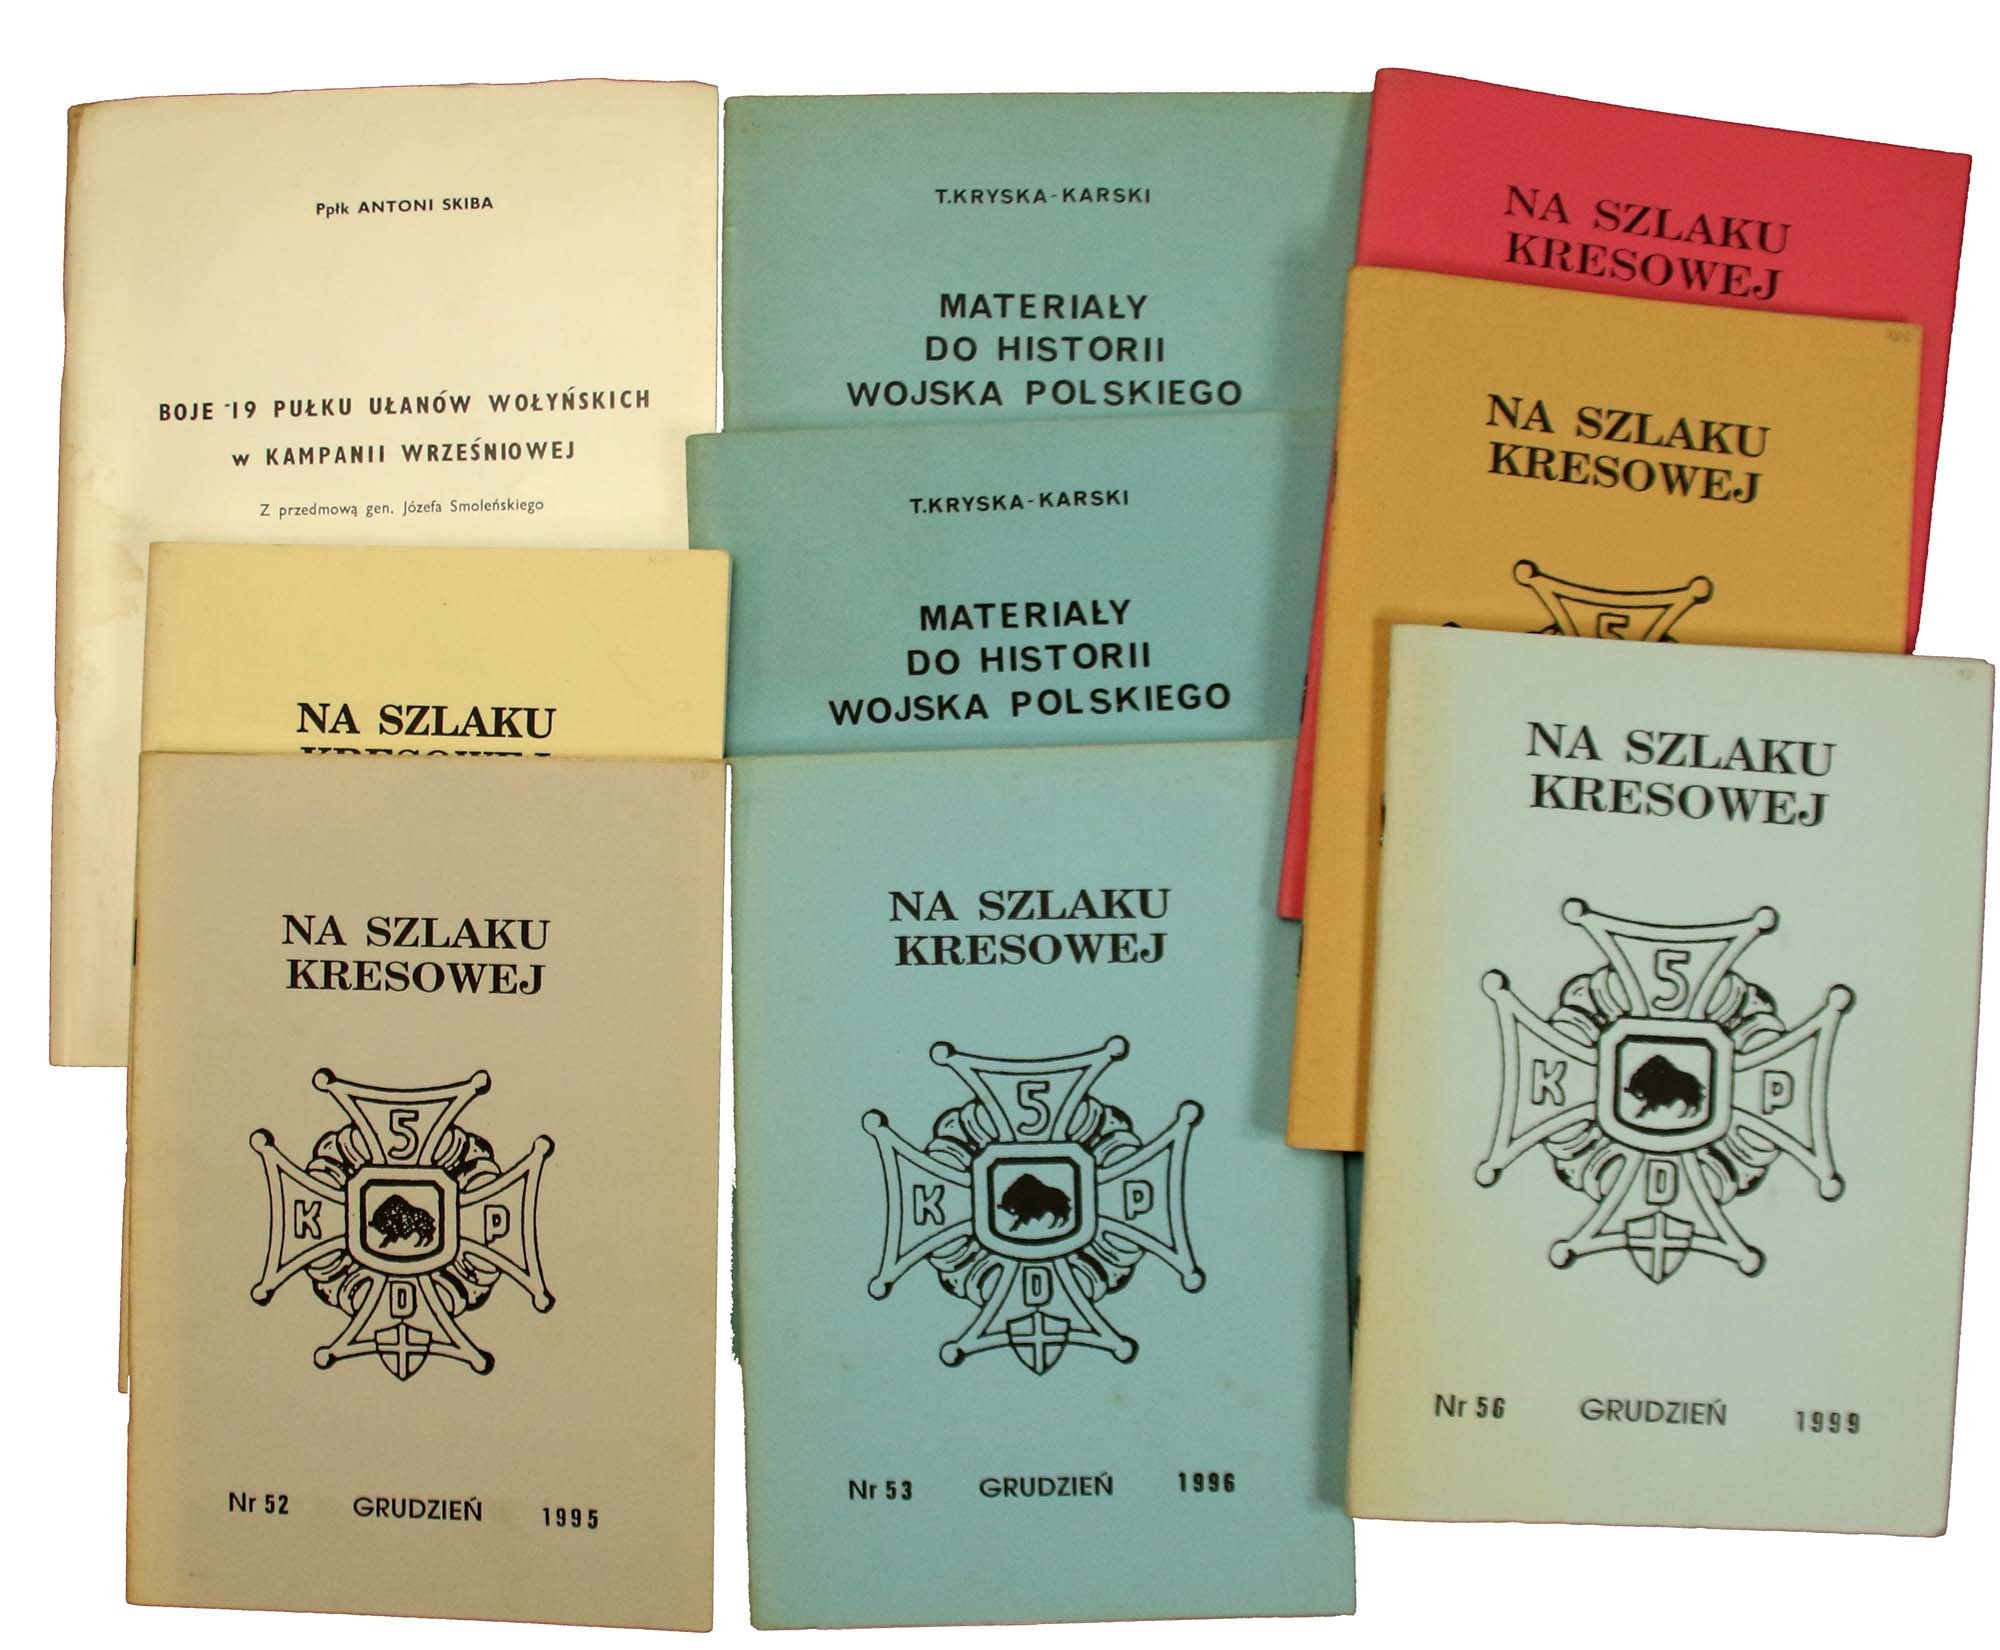 Ppłk ANTONI SKIBA
BOJE 19 PUŁKU UŁANÓW WOŁYŃSKICH
w KAMPANII WRZEŚNIOWEJ
Z przedmową gen. Józefa Smoleńskiego
T.KRYSKA-KARSKI
MATERIAŁY
DO HISTORII
WOJSKA POLSKIEGO
T.KRYSKA-KARSKI
MATERIAŁY
DO HISTORII
WOJSKA POLSKIEGO
NA SZLAKU
KRESOWEJ
NA SZLAKU
KRESOWEJ
5
NA SZLAKU
KRESOWEJ
5
K P
D
Nr 56 GRUDZIEŃ 1999
NA SZLAKU
KRESOWEJ
NA SZLAKU
KRESOWEJ
5
K P
D
Nr 52 GRUDZIEŃ 1995
NA SZLAKU
KRESOWEJ
5
K P
D
Nr 53 GRUDZIEŃ 1996